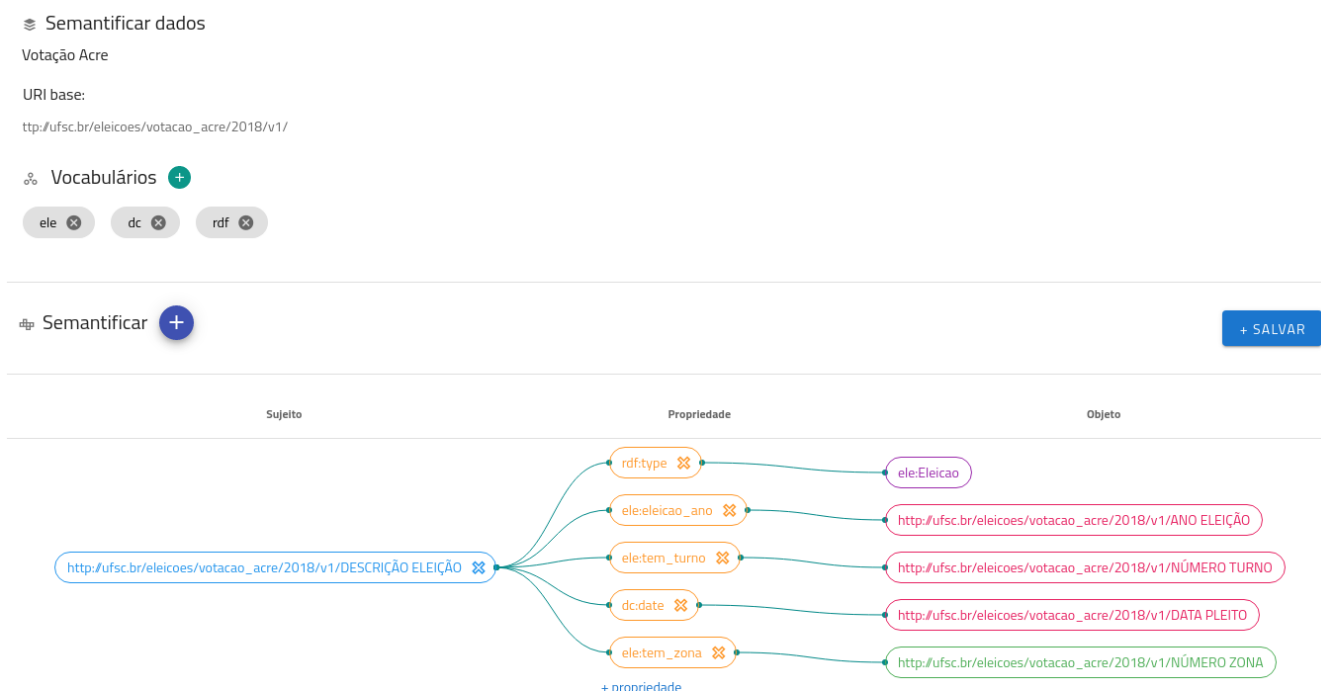 Semantificar dados
Votação Acre
URI base:
ttp://ufsc.br/eleicoes/votacao_acre/2018/v1/
Vocabulários +
ele dc rdf
Semantificar +
+ SALVAR
Sujeito Propriedade Objeto
rdf:type ele:Eleicao
ele:eleicao_ano http://ufsc.br/eleicoes/votacao_acre/2018/v1/ANO ELEIÇÃO
http://ufsc.br/eleicoes/votacao_acre/2018/v1/DESCRIÇÃO ELEIÇÃO ele:tem_turno http://ufsc.br/eleicoes/votacao_acre/2018/v1/NÚMERO TURNO
dc:date http://ufsc.br/eleicoes/votacao_acre/2018/v1/DATA PLEITO
ele:tem_zona http://ufsc.br/eleicoes/votacao_acre/2018/v1/NÚMERO ZONA
+ propriedade